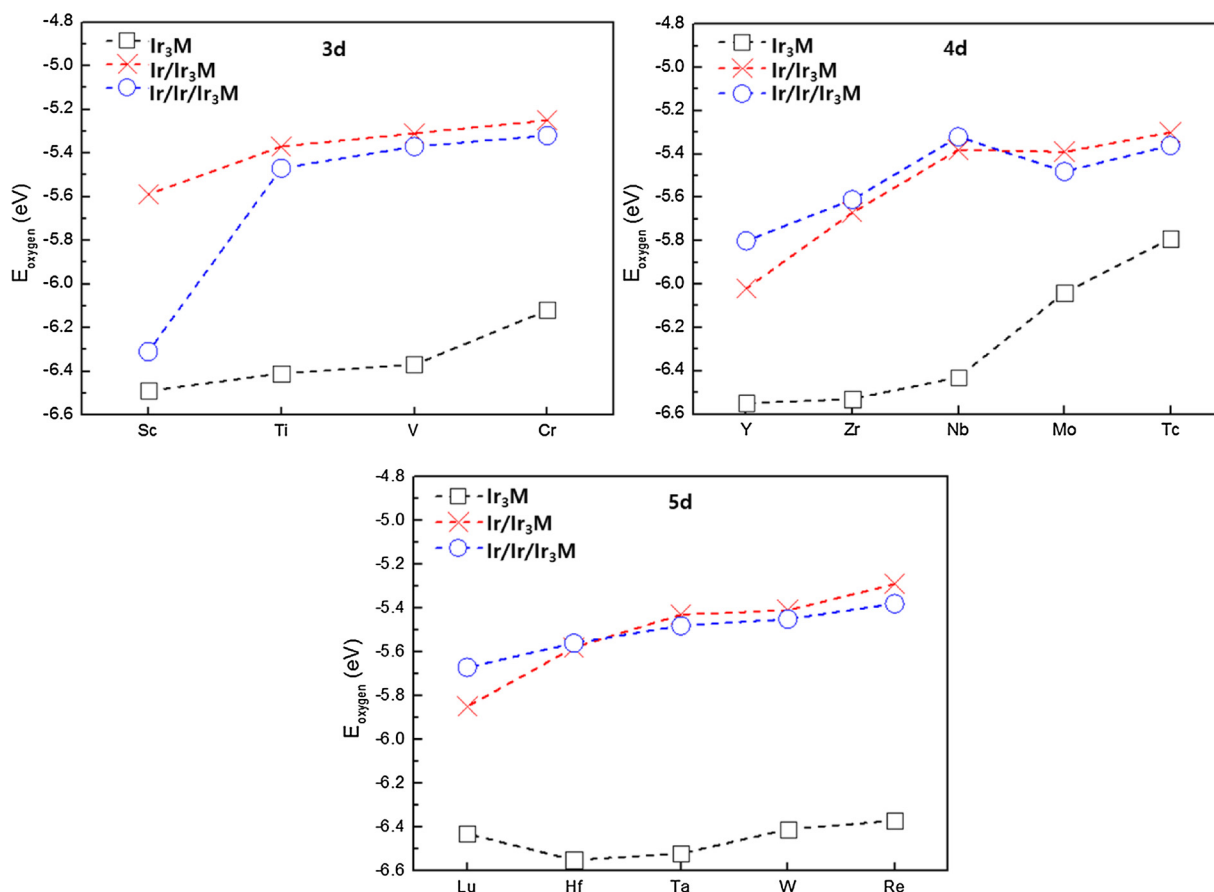 3d
Ir₃M
Ir/Ir₃M
Ir/Ir/Ir₃M
E_oxygen (eV)
-4.8
-5.0
-5.2
-5.4
-5.6
-5.8
-6.0
-6.2
-6.4
-6.6
Sc Ti V Cr
4d
Ir₃M
Ir/Ir₃M
Ir/Ir/Ir₃M
E_oxygen (eV)
-4.8
-5.0
-5.2
-5.4
-5.6
-5.8
-6.0
-6.2
-6.4
-6.6
Y Zr Nb Mo Tc
5d
Ir₃M
Ir/Ir₃M
Ir/Ir/Ir₃M
E_oxygen (eV)
-4.8
-5.0
-5.2
-5.4
-5.6
-5.8
-6.0
-6.2
-6.4
-6.6
Lu Hf Ta W Re